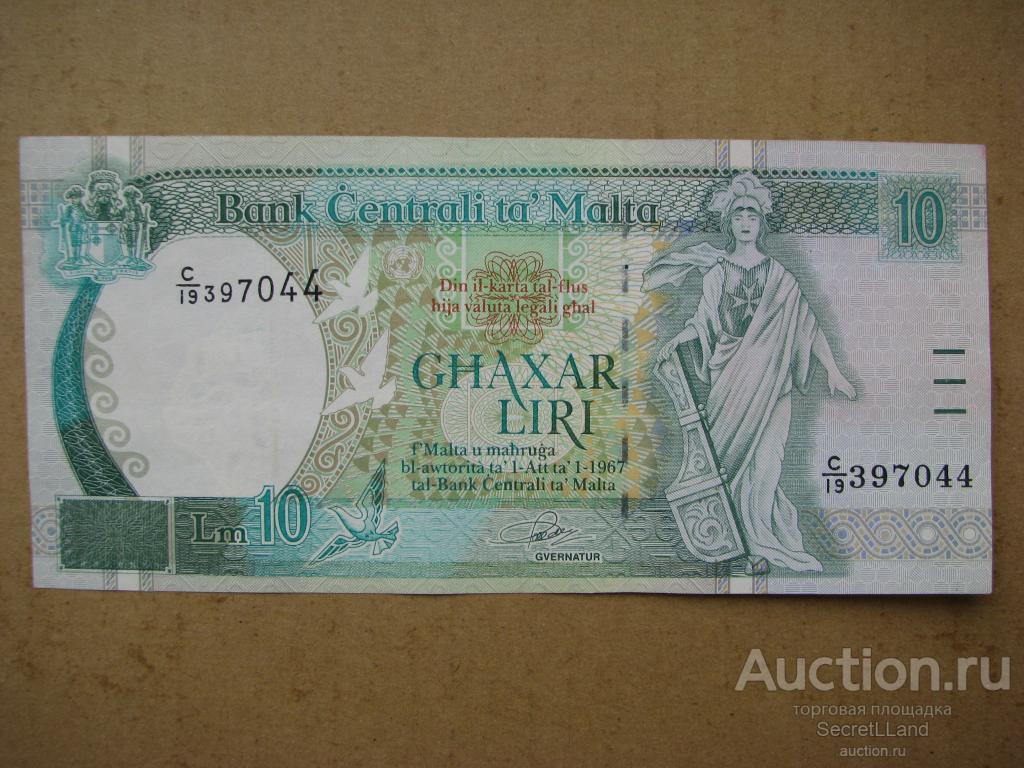 Bank Ċentrali ta' Malta
10
C/19 397044
Din il-karta tal-flus
hija valuta legali għal
GĦAXAR
LIRI
f'Malta u maħruġa
bl-awtorità ta' l-Att ta' l-1967
tal-Bank Ċentrali ta' Malta
C/19 397044
Lm 10
GVERNATUR
Auction.ru
торговая площадка
SecretLLand
auction.ru